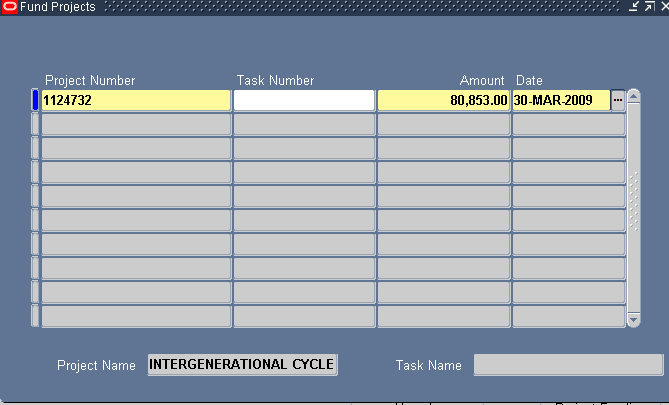 Fund Projects
Project Number Task Number Amount Date
1124732 80,853.00 30-MAR-2009
Project Name INTERGENERATIONAL CYCLE Task Name